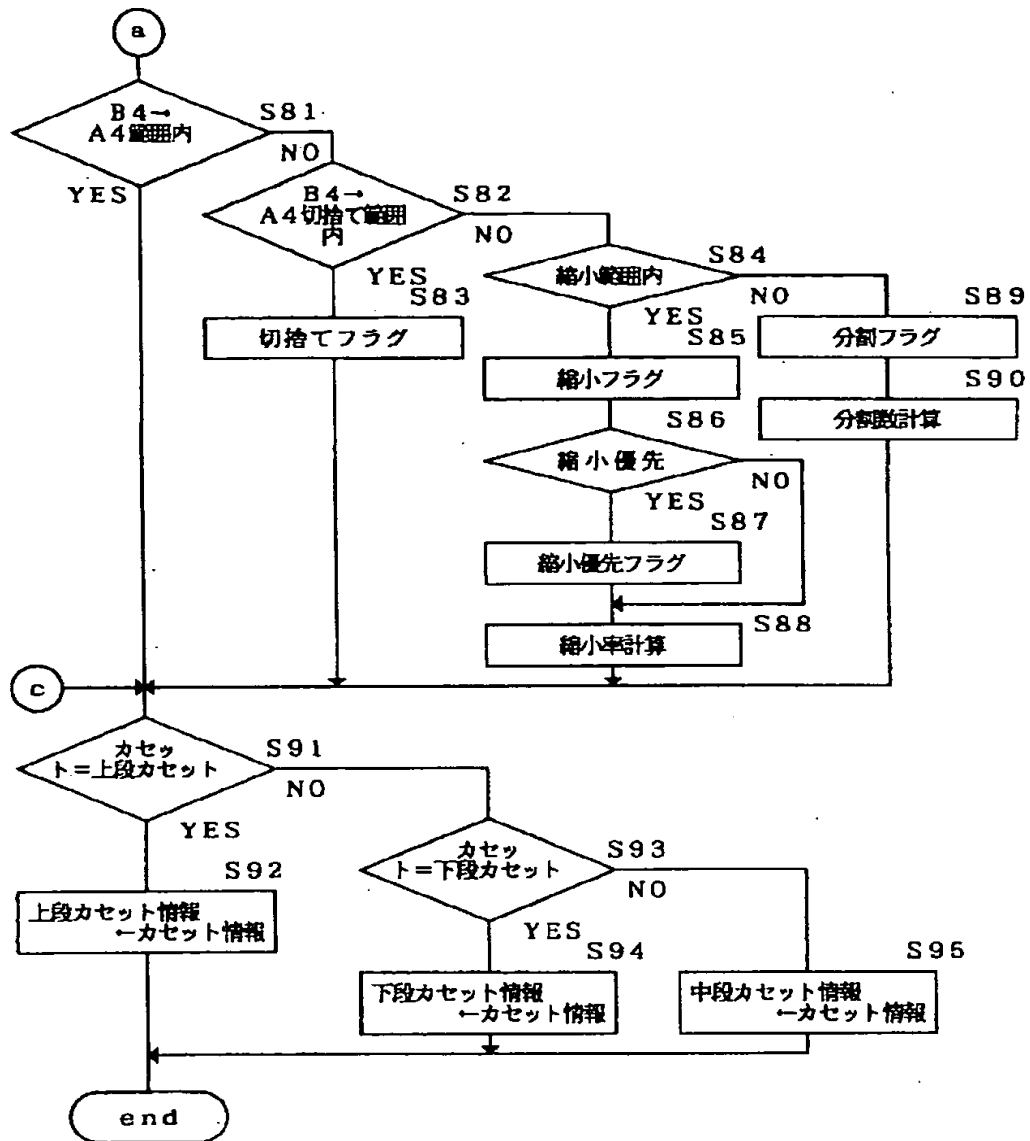 a
B4→
A4範囲内
S81
NO
YES
B4→
A4切捨て範囲
内
S82
NO
YES
S83
切捨てフラグ
縮小範囲内
S84
NO
YES
S85
縮小フラグ
S89
分割フラグ
S90
分割数計算
S86
縮小優先
NO
YES
S87
縮小優先フラグ
S88
縮小率計算
c
カセッ
ト=上段カセット
S91
NO
YES
S92
上段カセット情報
←カセット情報
カセッ
ト=下段カセット
S93
NO
YES
S94
下段カセット情報
←カセット情報
S95
中段カセット情報
←カセット情報
end